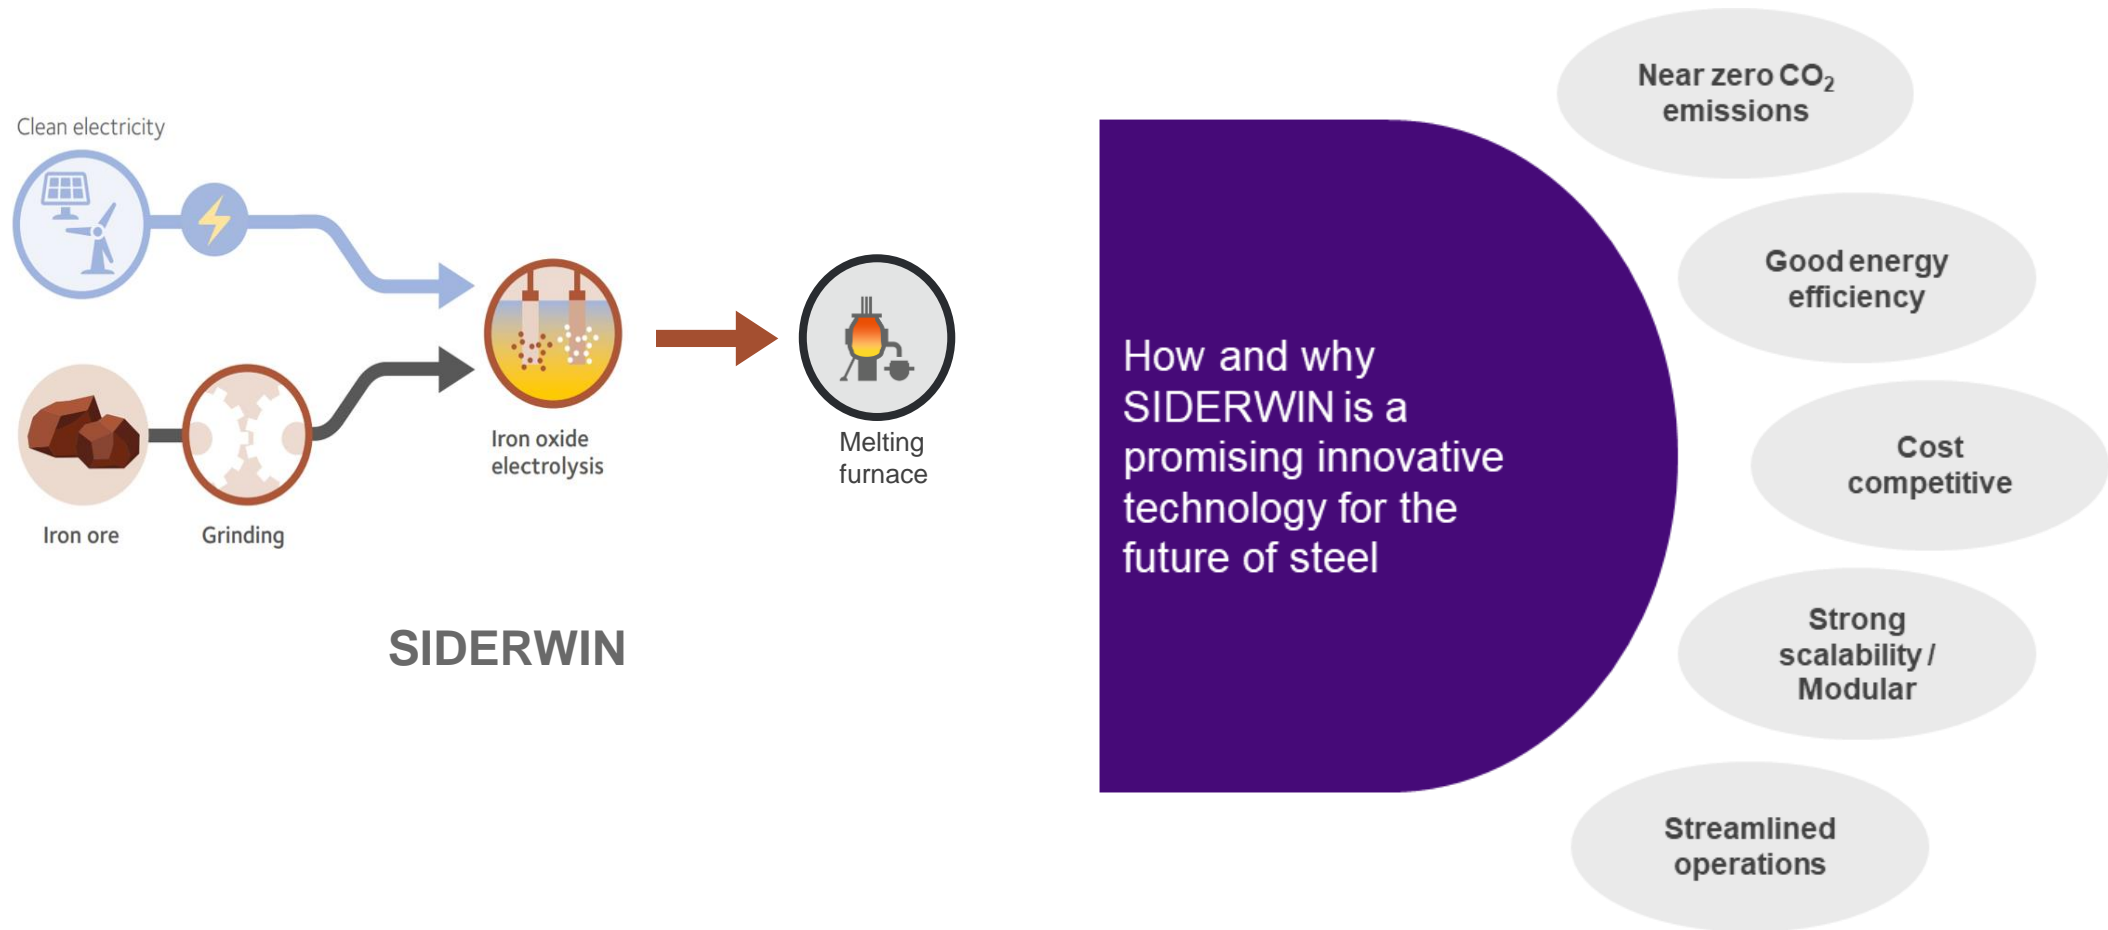 Clean electricity
Iron oxide
electrolysis
Melting
furnace
Iron ore
Grinding
SIDERWIN
How and why
SIDERWIN is a
promising innovative
technology for the
future of steel
Near zero CO₂
emissions
Good energy
efficiency
Cost
competitive
Strong
scalability /
Modular
Streamlined
operations